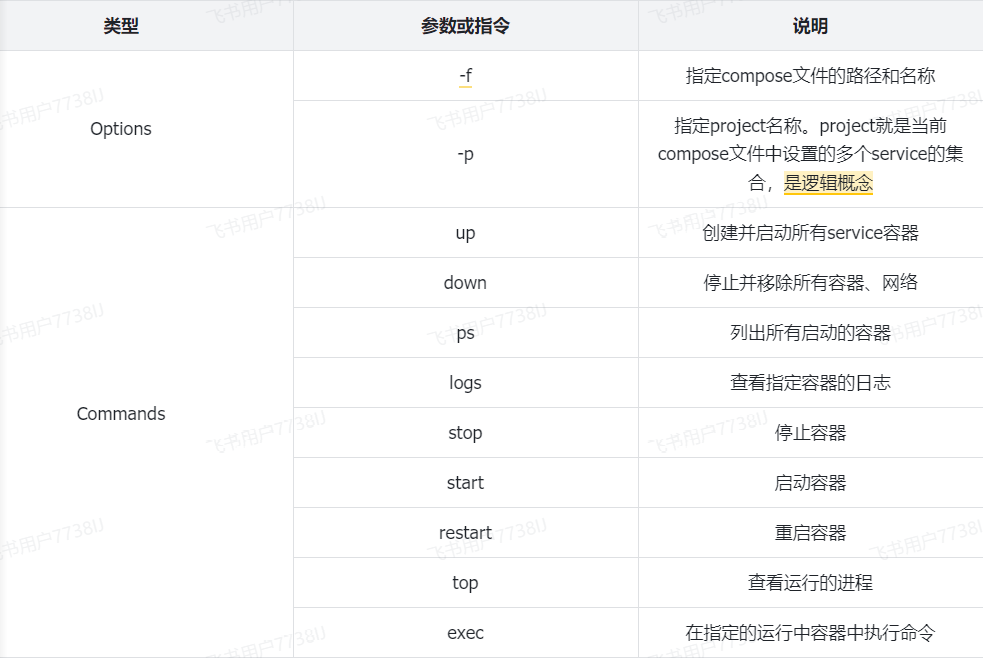 类型 参数或指令 说明
Options
-f 指定compose文件的路径和名称
-p 指定project名称。project就是当前
compose文件中设置的多个service的集
合，是逻辑概念
Commands
up 创建并启动所有service容器
down 停止并移除所有容器、网络
ps 列出所有启动的容器
logs 查看指定容器的日志
stop 停止容器
start 启动容器
restart 重启容器
top 查看运行的进程
exec 在指定的运行中容器中执行命令
飞书用户7738U